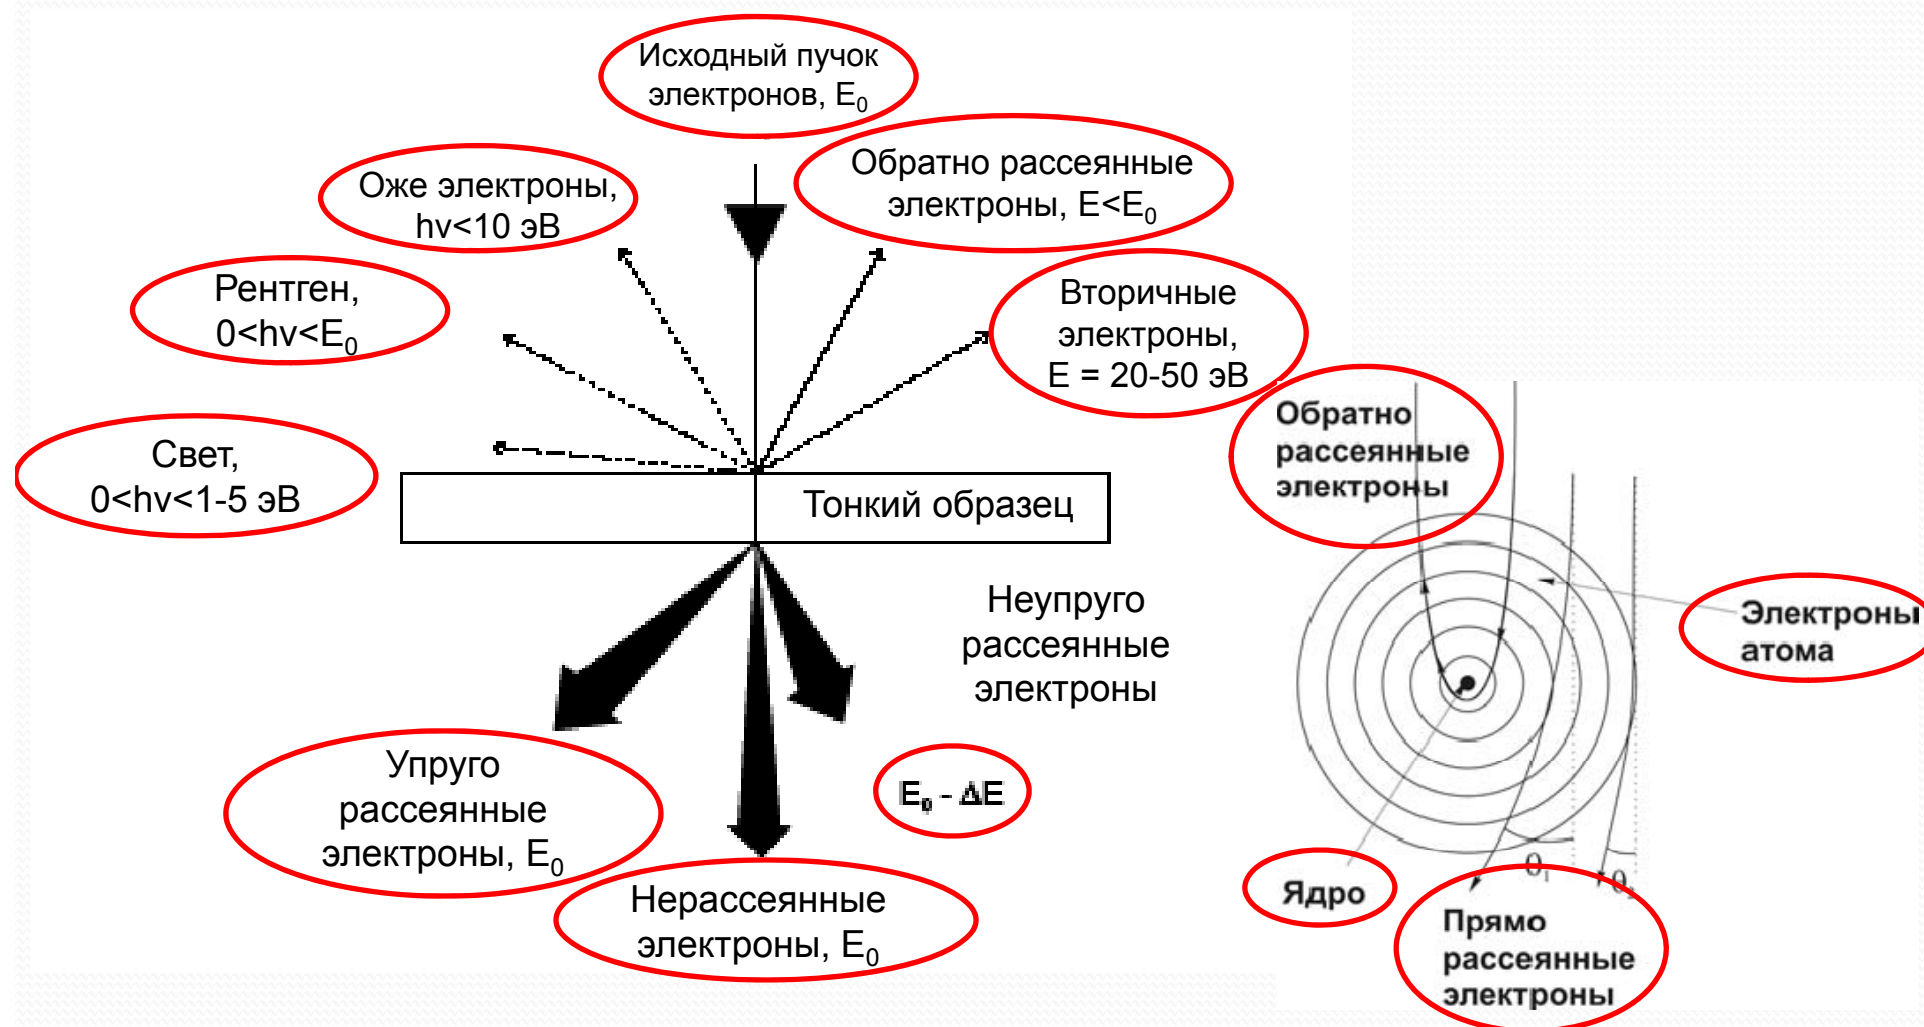 Исходный пучок
электронов, E₀
Оже электроны,
hv<10 эВ
Обратно рассеянные
электроны, E<E₀
Рентген,
0<hv<E₀
Вторичные
электроны,
E = 20-50 эВ
Свет,
0<hv<1-5 эВ
Тонкий образец
Неупруго
рассеянные
электроны
Упруго
рассеянные
электроны, E₀
E₀ - ΔE
Нерассеянные
электроны, E₀
Обратно
рассеянные
электроны
Электроны
атома
θ₁
θ₂
Ядро
Прямо
рассеянные
электроны